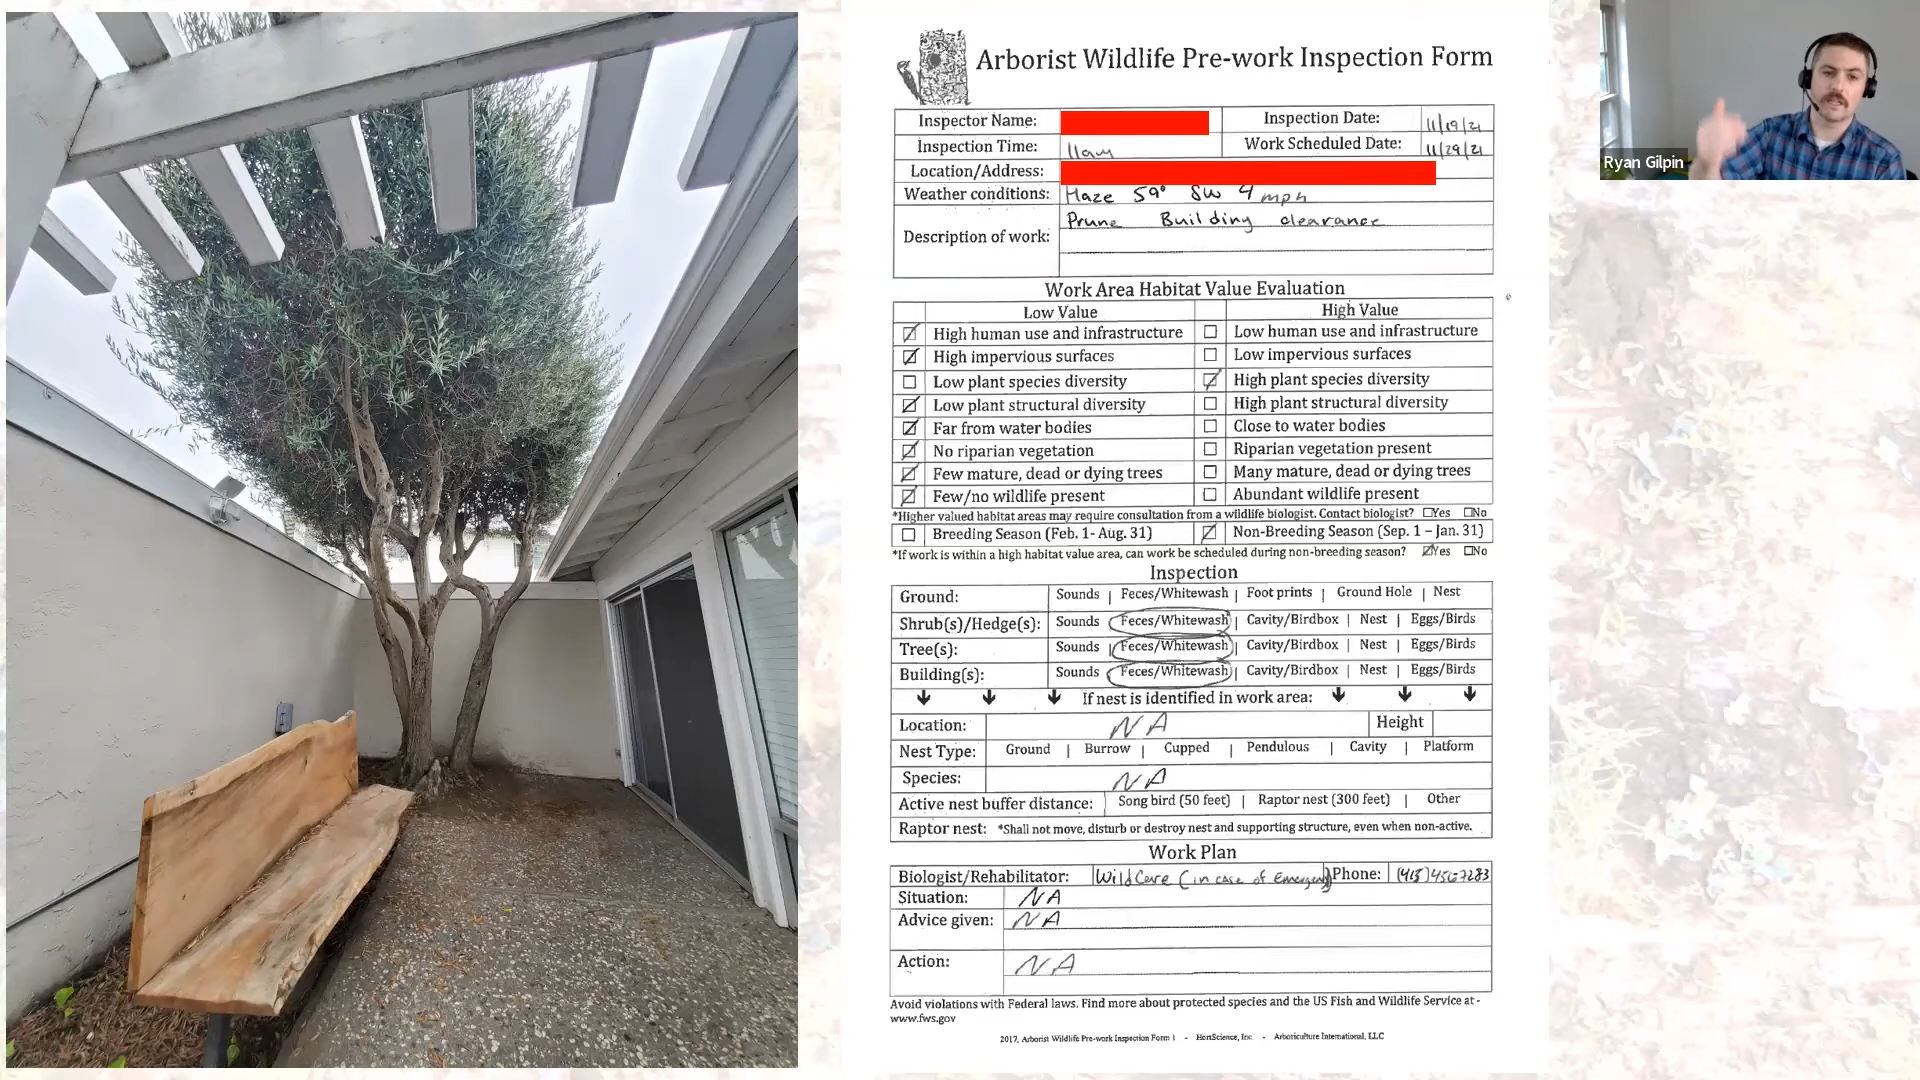 Arborist Wildlife Pre-work Inspection Form
Inspector Name: Inspection Date: 11/19/21
Inspection Time: 11am Work Scheduled Date: 11/29/21
Location/Address:
Weather conditions: Haze 59° SW 4 mph
Description of work: Prune Building clearance
Work Area Habitat Value Evaluation
Low Value High Value
High human use and infrastructure Low human use and infrastructure
High impervious surfaces Low impervious surfaces
Low plant species diversity High plant species diversity
Low plant structural diversity High plant structural diversity
Far from water bodies Close to water bodies
No riparian vegetation Riparian vegetation present
Few mature, dead or dying trees Many mature, dead or dying trees
Few/no wildlife present Abundant wildlife present
*Higher valued habitat areas may require consultation from a wildlife biologist. Contact biologist? Yes No
Breeding Season (Feb. 1- Aug. 31) Non-Breeding Season (Sep. 1 – Jan. 31)
*If work is within a high habitat value area, can work be scheduled during non-breeding season? Yes No
Inspection
Ground: Sounds | Feces/Whitewash | Foot prints | Ground Hole | Nest
Shrub(s)/Hedge(s): Sounds Feces/Whitewash | Cavity/Birdbox | Nest | Eggs/Birds
Tree(s): Sounds | Feces/Whitewash | Cavity/Birdbox | Nest | Eggs/Birds
Building(s): Sounds Feces/Whitewash | Cavity/Birdbox | Nest | Eggs/Birds
If nest is identified in work area:
Location: NA Height
Nest Type: Ground | Burrow | Cupped | Pendulous | Cavity | Platform
Species: NA
Active nest buffer distance: Song bird (50 feet) | Raptor nest (300 feet) | Other
Raptor nest: *Shall not move, disturb or destroy nest and supporting structure, even when non-active.
Work Plan
Biologist/Rehabilitator: WildCare (in case of Emergency) Phone: (415) 456-7283
Situation: NA
Advice given: NA
Action: NA
Avoid violations with Federal laws. Find more about protected species and the US Fish and Wildlife Service at -
www.fws.gov
2017, Arborist Wildlife Pre-work Inspection Form 1 - HortScience, Inc. - Arboriculture International, LLC
Ryan Gilpin